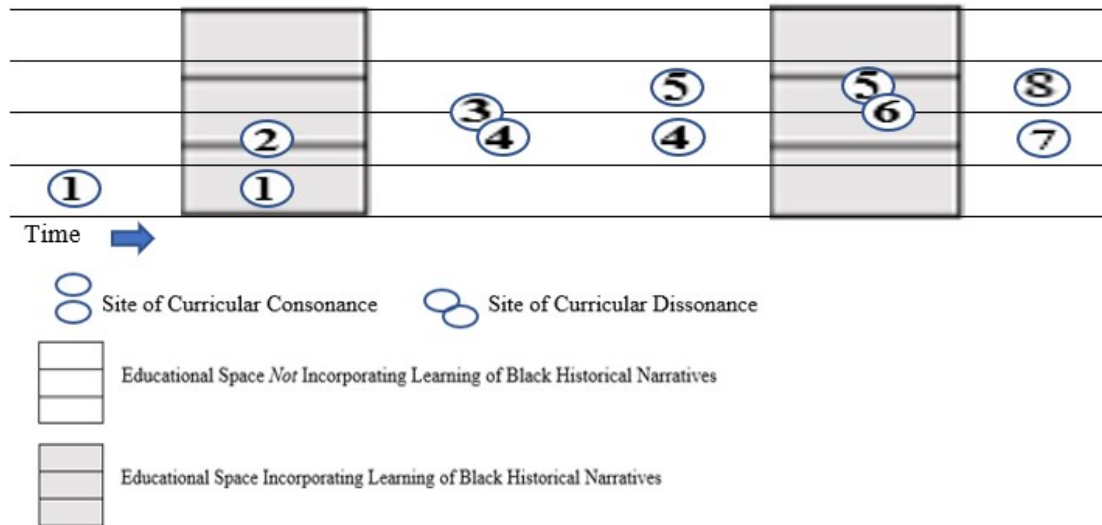 5 5 8
3
2 4 4 6 7
1 1
Time
Site of Curricular Consonance Site of Curricular Dissonance
Educational Space Not Incorporating Learning of Black Historical Narratives
Educational Space Incorporating Learning of Black Historical Narratives